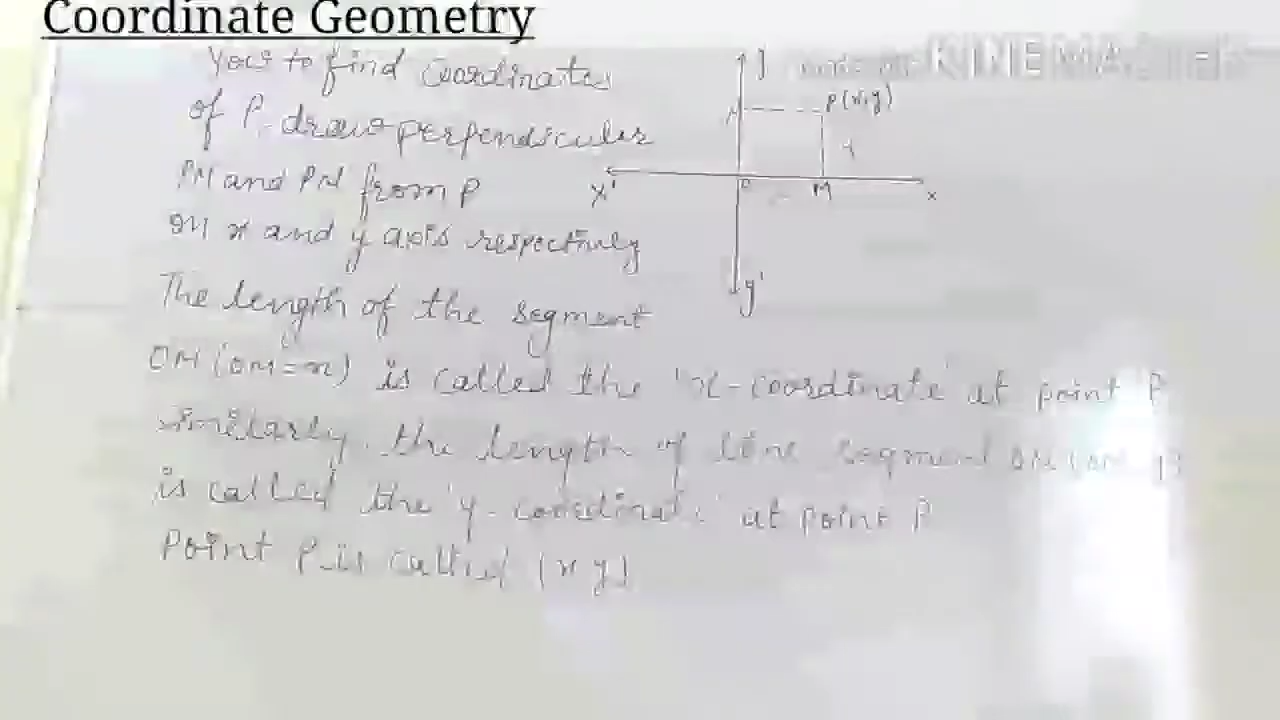 Coordinate Geometry
KINEMASTER
to find coordinates
of P, draw perpendicular
PM and PN from P
on x and y axis respectively
The length of the segment
OM (OM = x) is called the 'x-coordinate' at point P
similarly, the length of line segment ON
is called the 'y-coordinate' at point P
Point P is called (x y)
P(x,y)
X'
O
M
x
y'